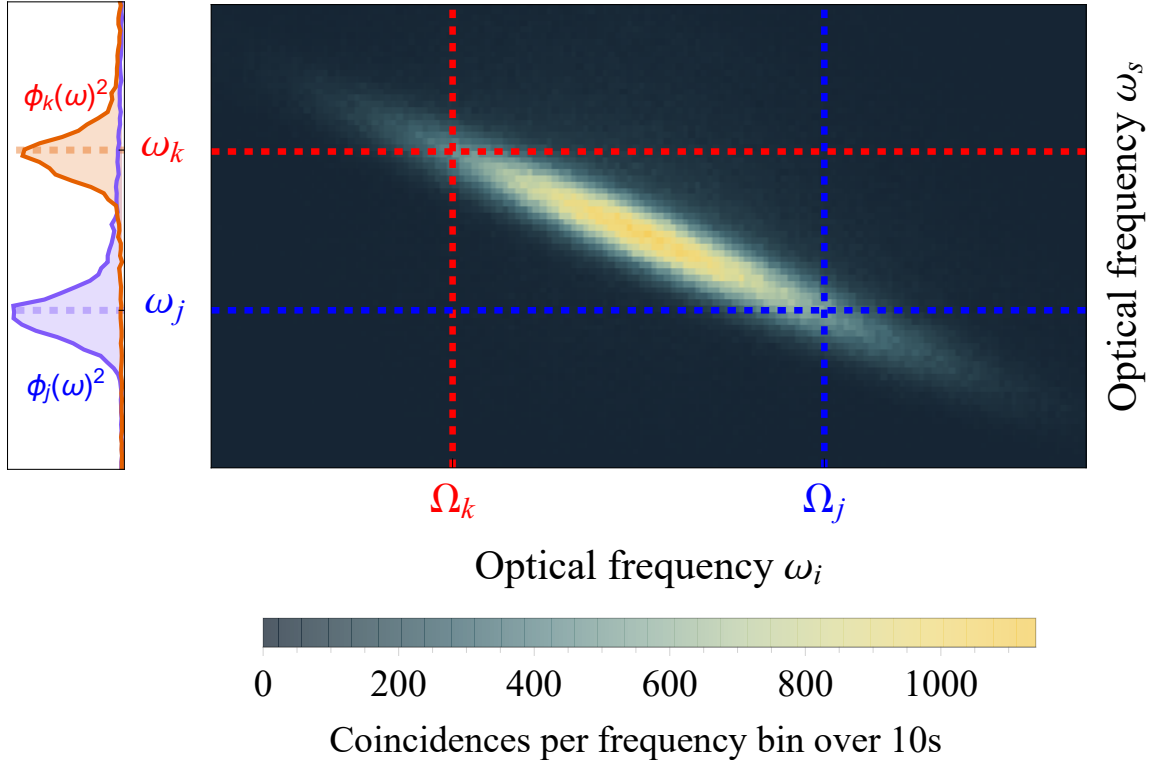 ϕₖ(ω)²
ωₖ
ωⱼ
ϕⱼ(ω)²
Optical frequency ωₛ
Ωₖ
Ωⱼ
Optical frequency ωᵢ
0 200 400 600 800 1000
Coincidences per frequency bin over 10s